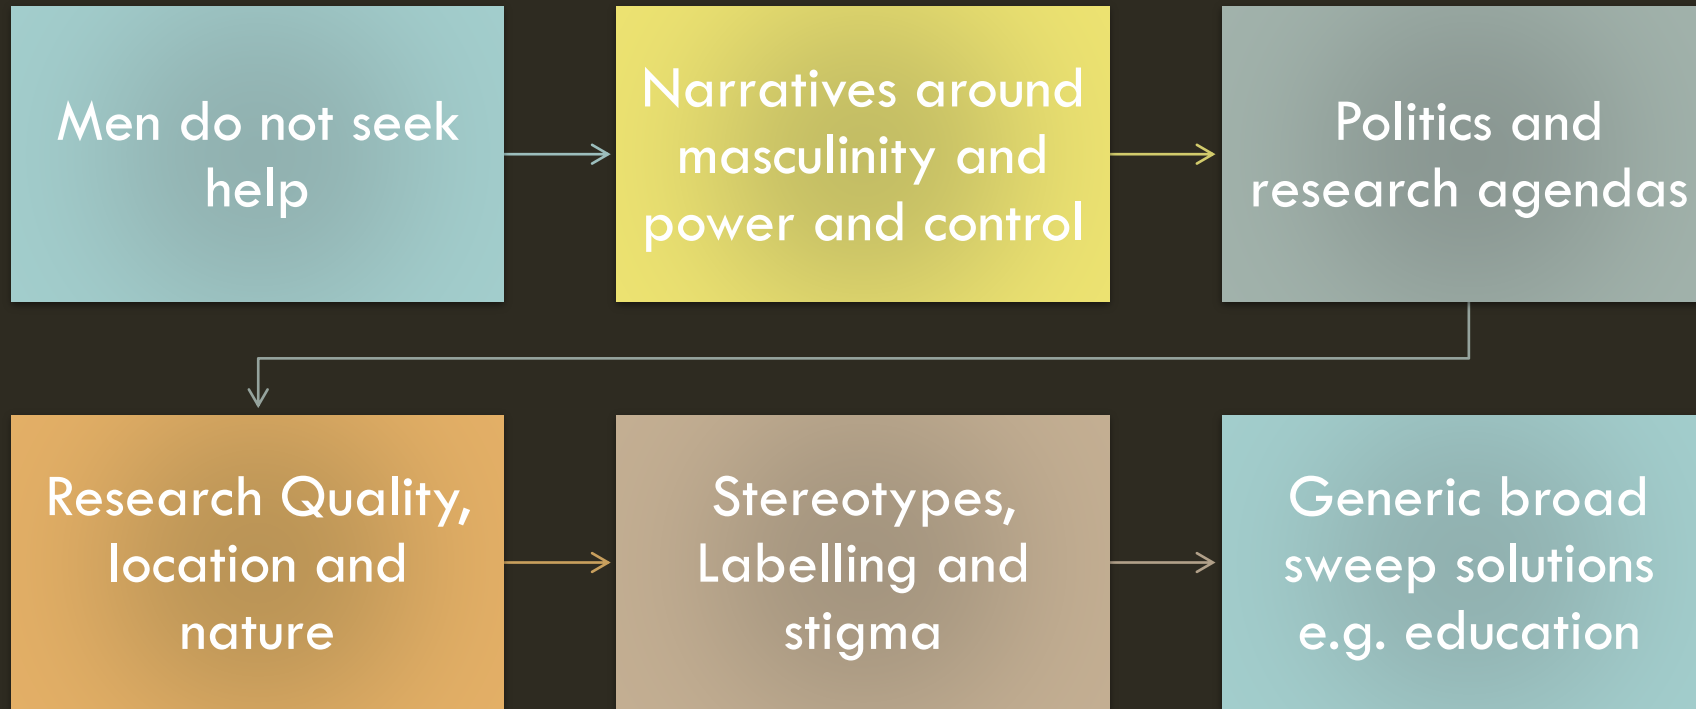 Men do not seek
help
Narratives around
masculinity and
power and control
Politics and
research agendas
Research Quality,
location and
nature
Stereotypes,
Labelling and
stigma
Generic broad
sweep solutions
e.g. education